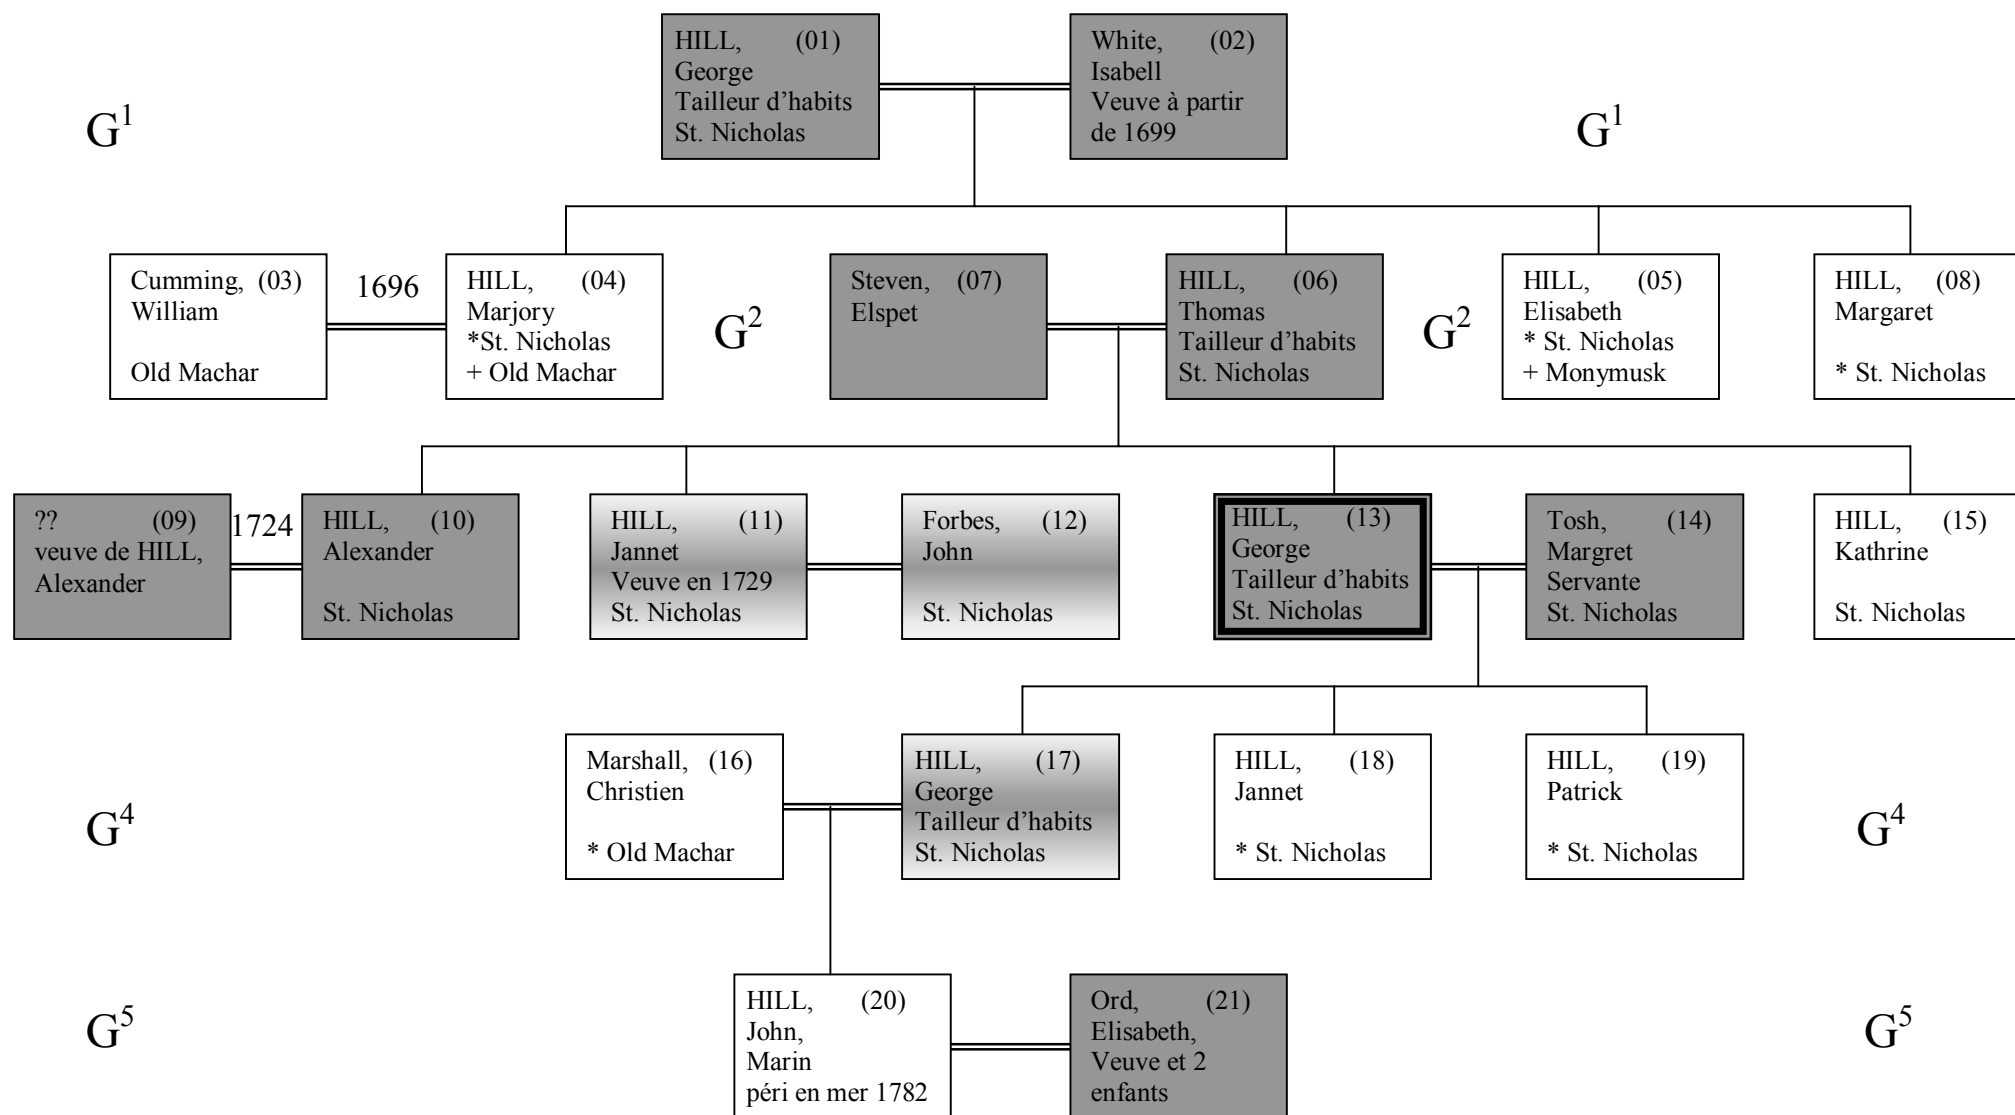 HILL, (01)
George
Tailleur d’habits
St. Nicholas
White, (02)
Isabell
Veuve à partir
de 1699
G1
G1
Cumming, (03)
William
Old Machar
1696
HILL, (04)
Marjory
*St. Nicholas
+ Old Machar
G2
Steven, (07)
Elspet
HILL, (06)
Thomas
Tailleur d’habits
St. Nicholas
G2
HILL, (05)
Elisabeth
* St. Nicholas
+ Monymusk
HILL, (08)
Margaret
* St. Nicholas
?? (09)
veuve de HILL,
Alexander
1724
HILL, (10)
Alexander
St. Nicholas
HILL, (11)
Jannet
Veuve en 1729
St. Nicholas
Forbes, (12)
John
St. Nicholas
HILL, (13)
George
Tailleur d’habits
St. Nicholas
Tosh, (14)
Margret
Servante
St. Nicholas
HILL, (15)
Kathrine
St. Nicholas
G4
Marshall, (16)
Christien
* Old Machar
HILL, (17)
George
Tailleur d’habits
St. Nicholas
HILL, (18)
Jannet
* St. Nicholas
HILL, (19)
Patrick
* St. Nicholas
G4
G5
HILL, (20)
John,
Marin
péri en mer 1782
Ord, (21)
Elisabeth,
Veuve et 2
enfants
G5